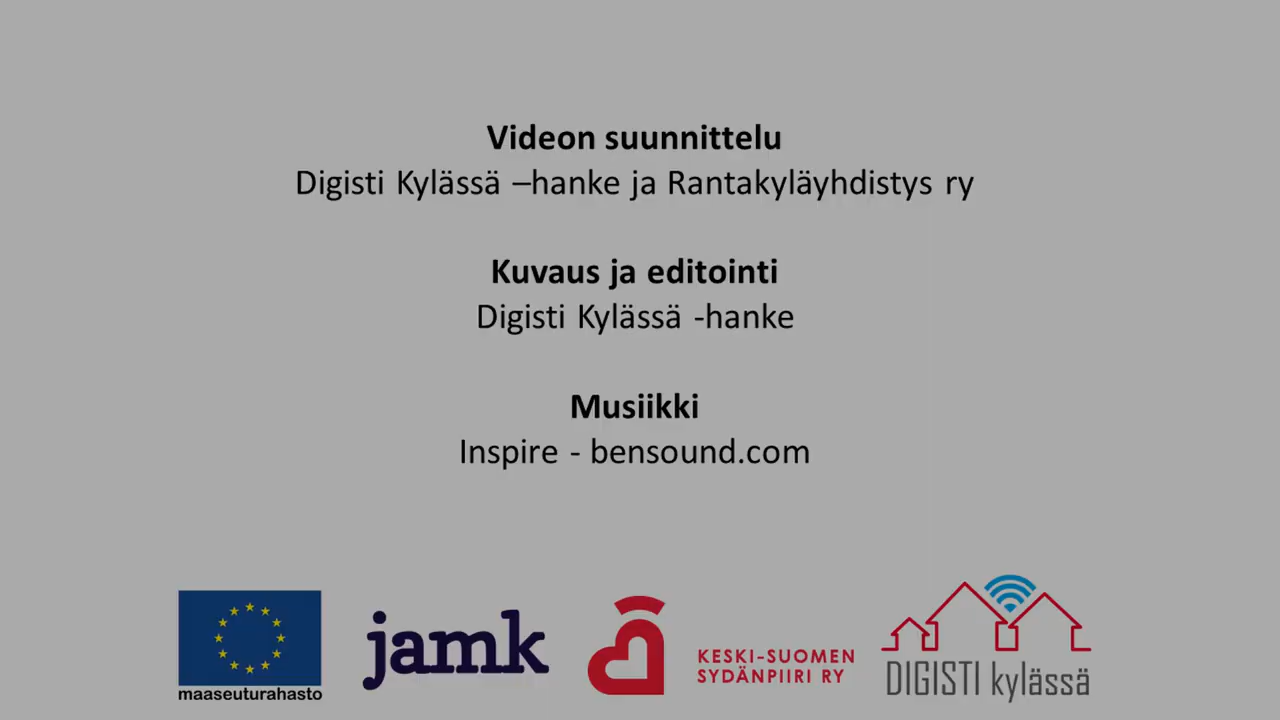 Videon suunnittelu
Digisti Kylässä –hanke ja Rantakyläyhdistys ry
Kuvaus ja editointi
Digisti Kylässä -hanke
Musiikki
Inspire - bensound.com
maaseuturahasto
jamk
KESKI-SUOMEN
SYDÄNPIIRI RY
DIGISTI kylässä